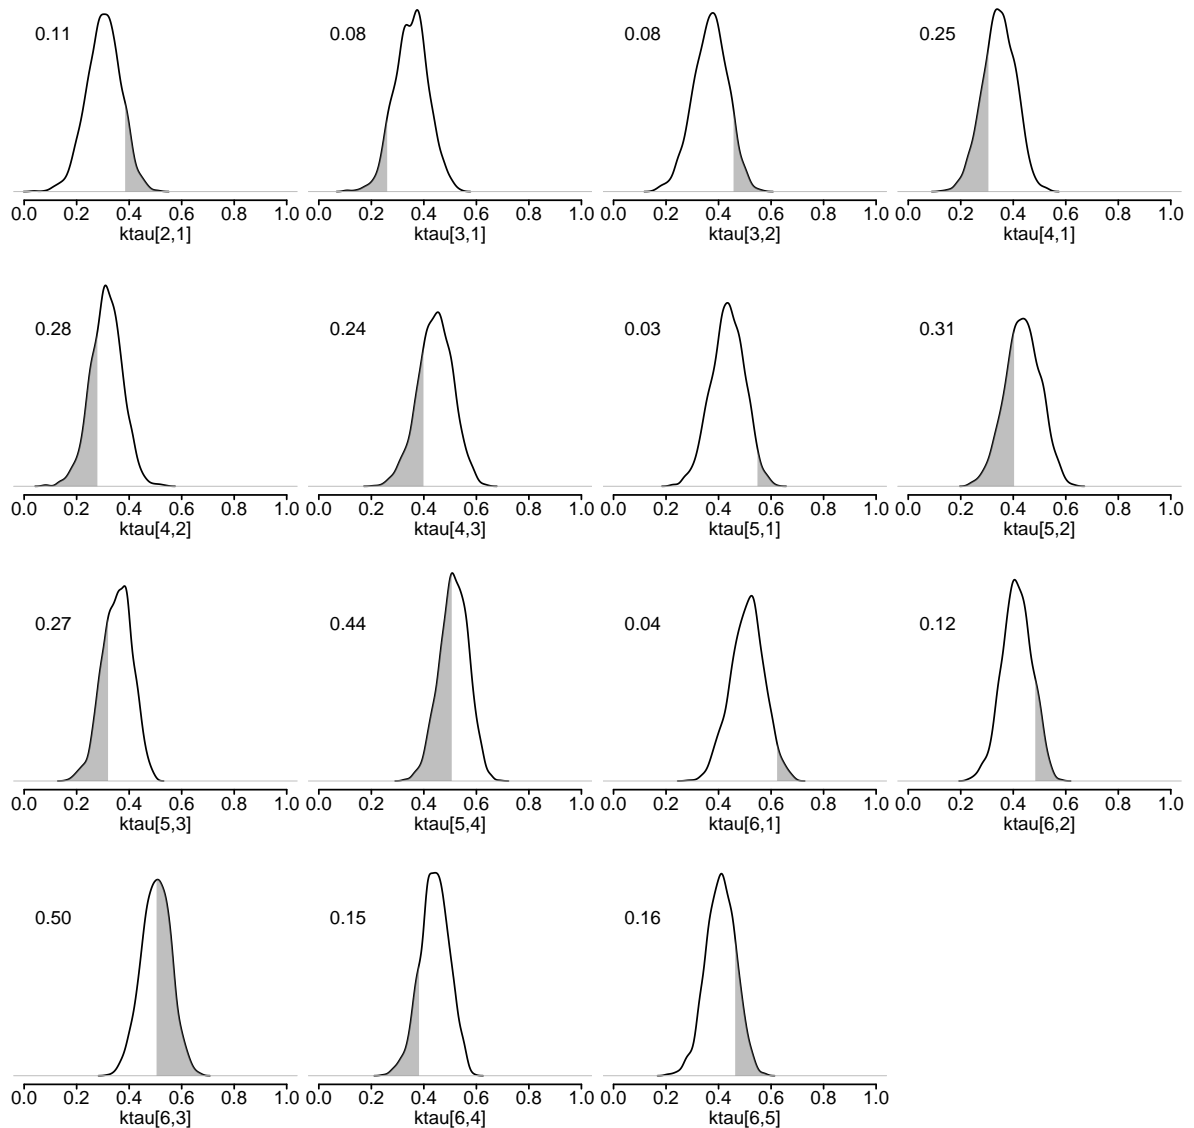 0.11 0.08 0.08 0.25
0.0 0.2 0.4 0.6 0.8 1.0 0.0 0.2 0.4 0.6 0.8 1.0 0.0 0.2 0.4 0.6 0.8 1.0 0.0 0.2 0.4 0.6 0.8 1.0
ktau[2,1] ktau[3,1] ktau[3,2] ktau[4,1]
0.28 0.24 0.03 0.31
0.0 0.2 0.4 0.6 0.8 1.0 0.0 0.2 0.4 0.6 0.8 1.0 0.0 0.2 0.4 0.6 0.8 1.0 0.0 0.2 0.4 0.6 0.8 1.0
ktau[4,2] ktau[4,3] ktau[5,1] ktau[5,2]
0.27 0.44 0.04 0.12
0.0 0.2 0.4 0.6 0.8 1.0 0.0 0.2 0.4 0.6 0.8 1.0 0.0 0.2 0.4 0.6 0.8 1.0 0.0 0.2 0.4 0.6 0.8 1.0
ktau[5,3] ktau[5,4] ktau[6,1] ktau[6,2]
0.50 0.15 0.16
0.0 0.2 0.4 0.6 0.8 1.0 0.0 0.2 0.4 0.6 0.8 1.0 0.0 0.2 0.4 0.6 0.8 1.0
ktau[6,3] ktau[6,4] ktau[6,5]